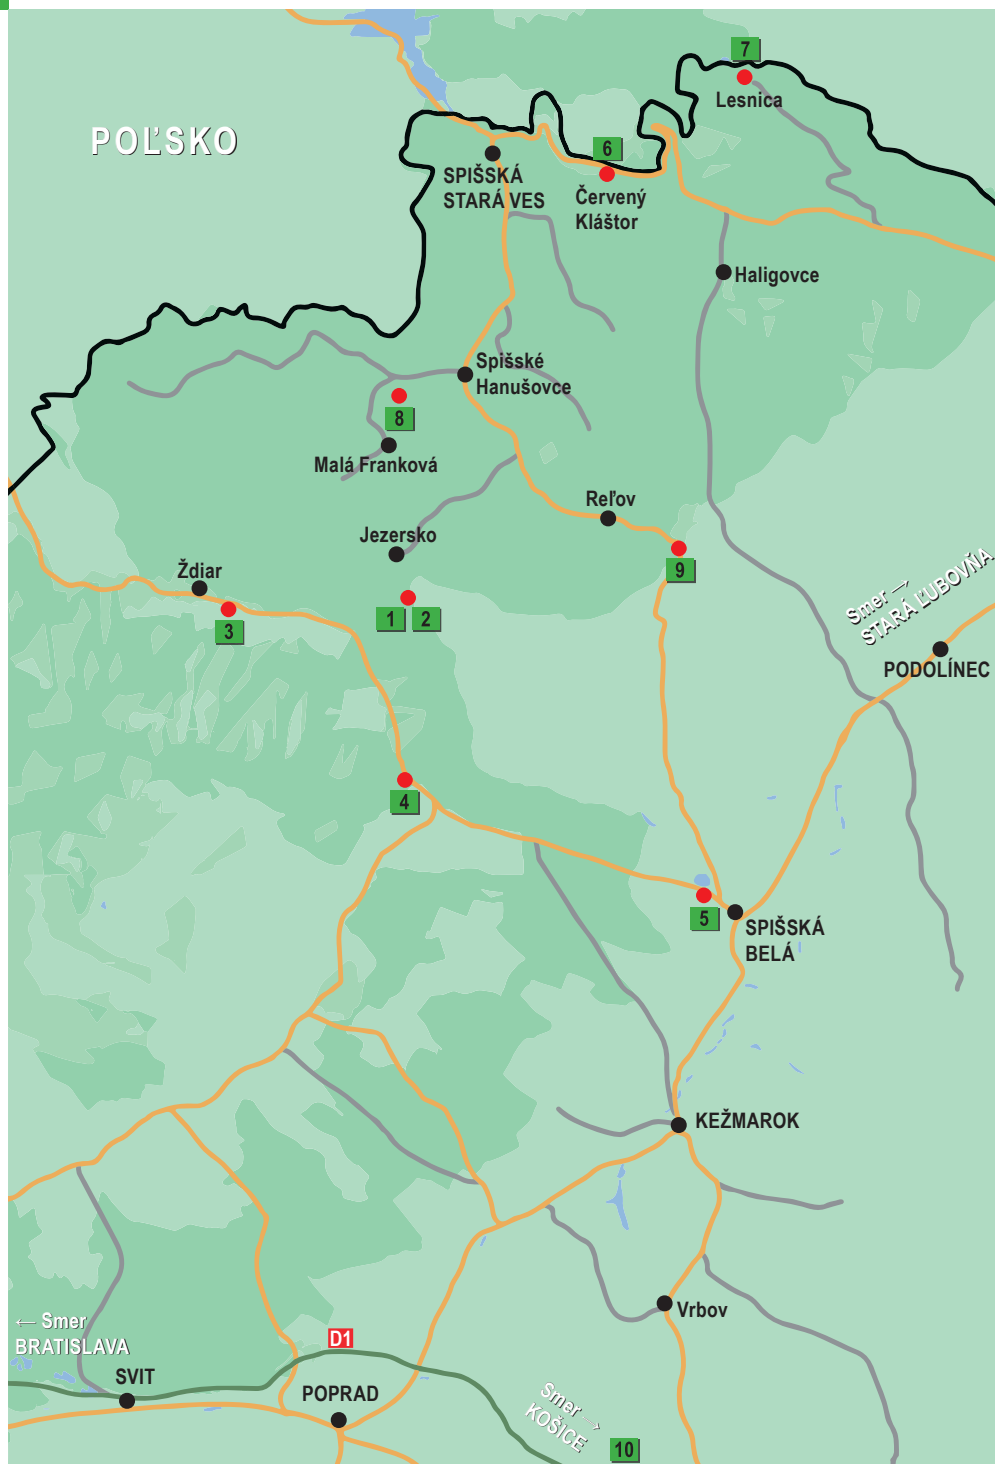 7
Lesnica
POĽSKO
6
SPIŠSKÁ
STARÁ VES
Červený
Kláštor
Haligovce
Spišské
Hanušovce
8
Malá Franková
Reľov
Jezersko
9
Ždiar
Smer →
STARÁ ĽUBOVŇA
1
2
3
PODOLÍNEC
4
5
SPIŠSKÁ
BELÁ
KEŽMAROK
Vrbov
← Smer
BRATISLAVA
D1
SVIT
POPRAD
Smer →
KOŠICE
10